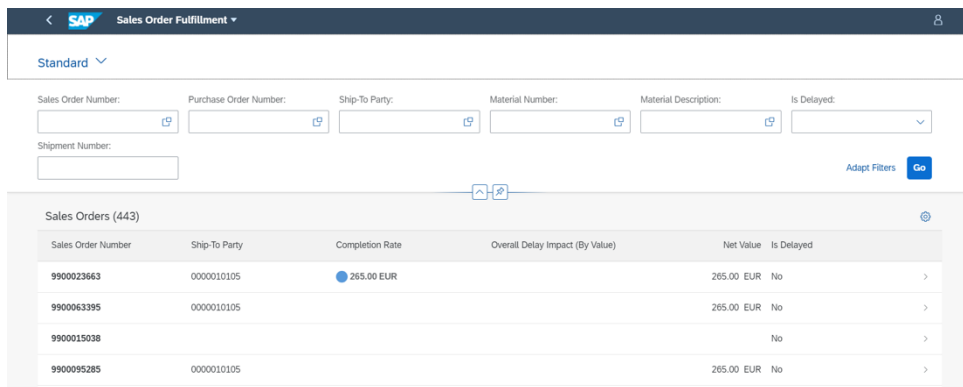 SAP Sales Order Fulfillment
Standard
Sales Order Number: Purchase Order Number: Ship-To Party: Material Number: Material Description: Is Delayed:
Shipment Number:
Adapt Filters Go
Sales Orders (443)
Sales Order Number Ship-To Party Completion Rate Overall Delay Impact (By Value) Net Value Is Delayed
9900023663 0000010105 265.00 EUR 265.00 EUR No
9900063395 0000010105 265.00 EUR No
9900015038 No
9900095285 0000010105 265.00 EUR No